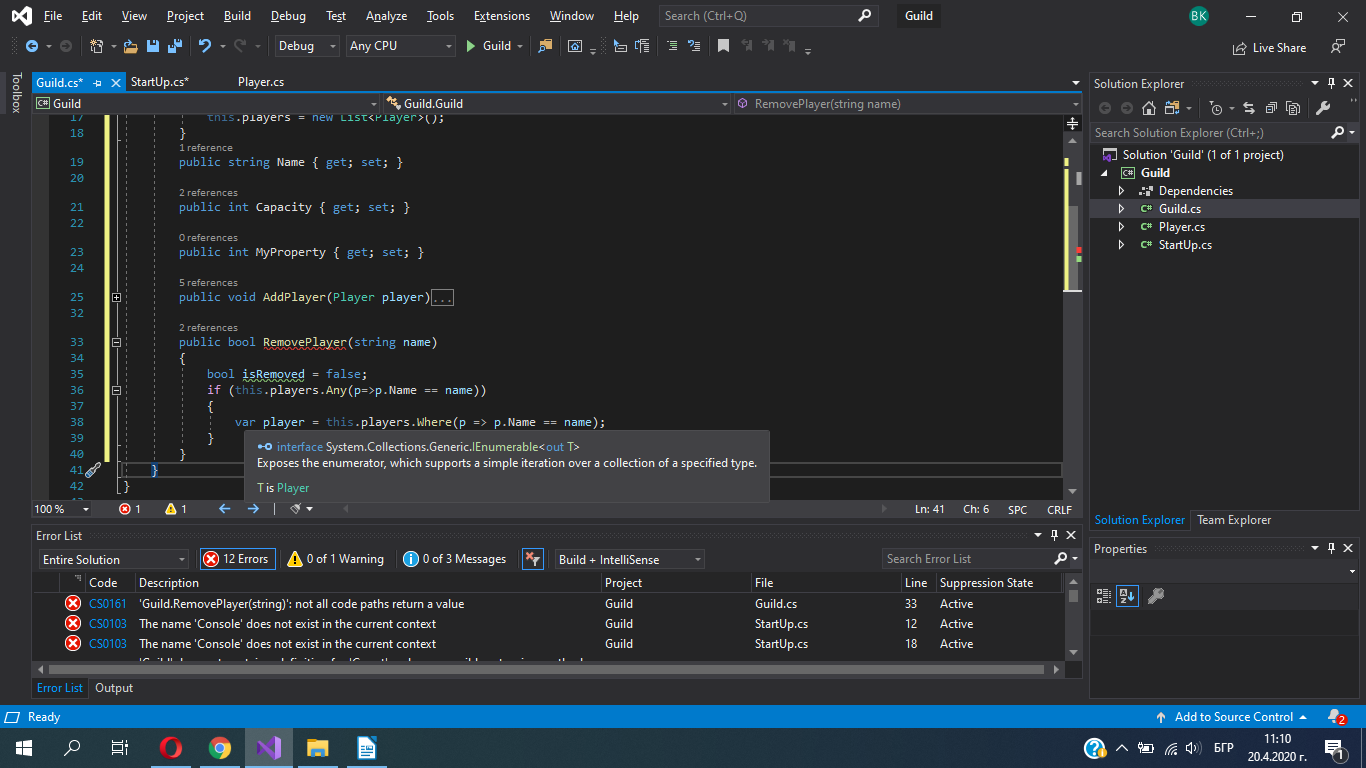 File Edit View Project Build Debug Test Analyze Tools Extensions Window Help Search (Ctrl+Q) Guild BK
Debug Any CPU Guild Live Share
Toolbox
Guild.cs* StartUp.cs* Player.cs
C# Guild Guild.Guild RemovePlayer(string name)
17 this.players = new List<Player>();
18 }
1 reference
19 public string Name { get; set; }
20
2 references
21 public int Capacity { get; set; }
22
0 references
23 public int MyProperty { get; set; }
24
5 references
25 public void AddPlayer(Player player)...
32
2 references
33 public bool RemovePlayer(string name)
34 {
35 bool isRemoved = false;
36 if (this.players.Any(p=>p.Name == name))
37 {
38 var player = this.players.Where(p => p.Name == name);
39 }
40 }
41 }
42 }
interface System.Collections.Generic.IEnumerable<out T>
Exposes the enumerator, which supports a simple iteration over a collection of a specified type.
T is Player
100 % 1 1 Ln: 41 Ch: 6 SPC CRLF
Error List
Entire Solution 12 Errors 0 of 1 Warning 0 of 3 Messages Build + IntelliSense Search Error List
Code Description Project File Line Suppression State
CS0161 'Guild.RemovePlayer(string)': not all code paths return a value Guild Guild.cs 33 Active
CS0103 The name 'Console' does not exist in the current context Guild StartUp.cs 12 Active
CS0103 The name 'Console' does not exist in the current context Guild StartUp.cs 18 Active
Error List Output
Solution Explorer
Search Solution Explorer (Ctrl+;)
Solution 'Guild' (1 of 1 project)
C# Guild
Dependencies
C# Guild.cs
C# Player.cs
C# StartUp.cs
Solution Explorer Team Explorer
Properties
Ready Add to Source Control 2
БГР 11:10
20.4.2020 г. 1